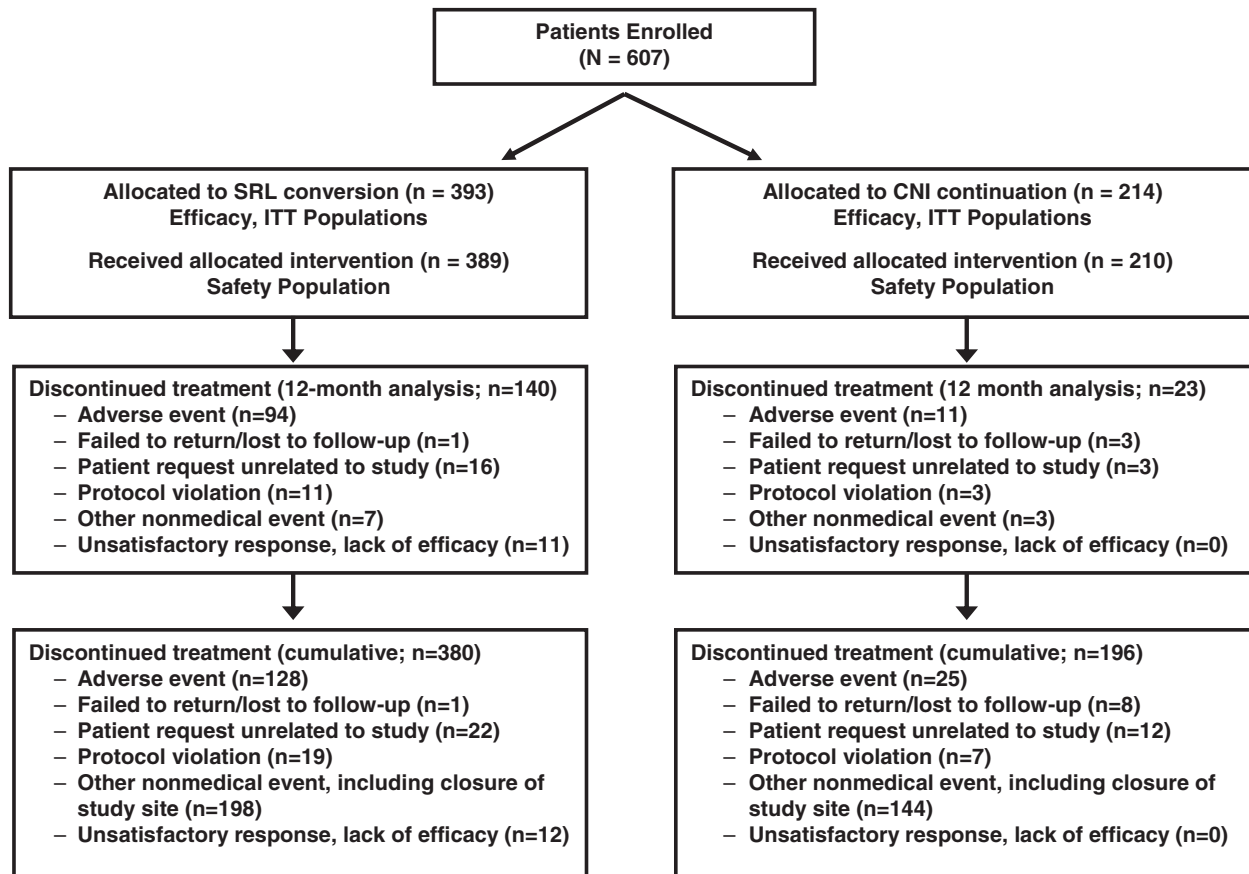 Patients Enrolled
(N = 607)
Allocated to SRL conversion (n = 393)
Efficacy, ITT Populations
Received allocated intervention (n = 389)
Safety Population
Allocated to CNI continuation (n = 214)
Efficacy, ITT Populations
Received allocated intervention (n = 210)
Safety Population
Discontinued treatment (12-month analysis; n=140)
– Adverse event (n=94)
– Failed to return/lost to follow-up (n=1)
– Patient request unrelated to study (n=16)
– Protocol violation (n=11)
– Other nonmedical event (n=7)
– Unsatisfactory response, lack of efficacy (n=11)
Discontinued treatment (12 month analysis; n=23)
– Adverse event (n=11)
– Failed to return/lost to follow-up (n=3)
– Patient request unrelated to study (n=3)
– Protocol violation (n=3)
– Other nonmedical event (n=3)
– Unsatisfactory response, lack of efficacy (n=0)
Discontinued treatment (cumulative; n=380)
– Adverse event (n=128)
– Failed to return/lost to follow-up (n=1)
– Patient request unrelated to study (n=22)
– Protocol violation (n=19)
– Other nonmedical event, including closure of
study site (n=198)
– Unsatisfactory response, lack of efficacy (n=12)
Discontinued treatment (cumulative; n=196)
– Adverse event (n=25)
– Failed to return/lost to follow-up (n=8)
– Patient request unrelated to study (n=12)
– Protocol violation (n=7)
– Other nonmedical event, including closure of
study site (n=144)
– Unsatisfactory response, lack of efficacy (n=0)